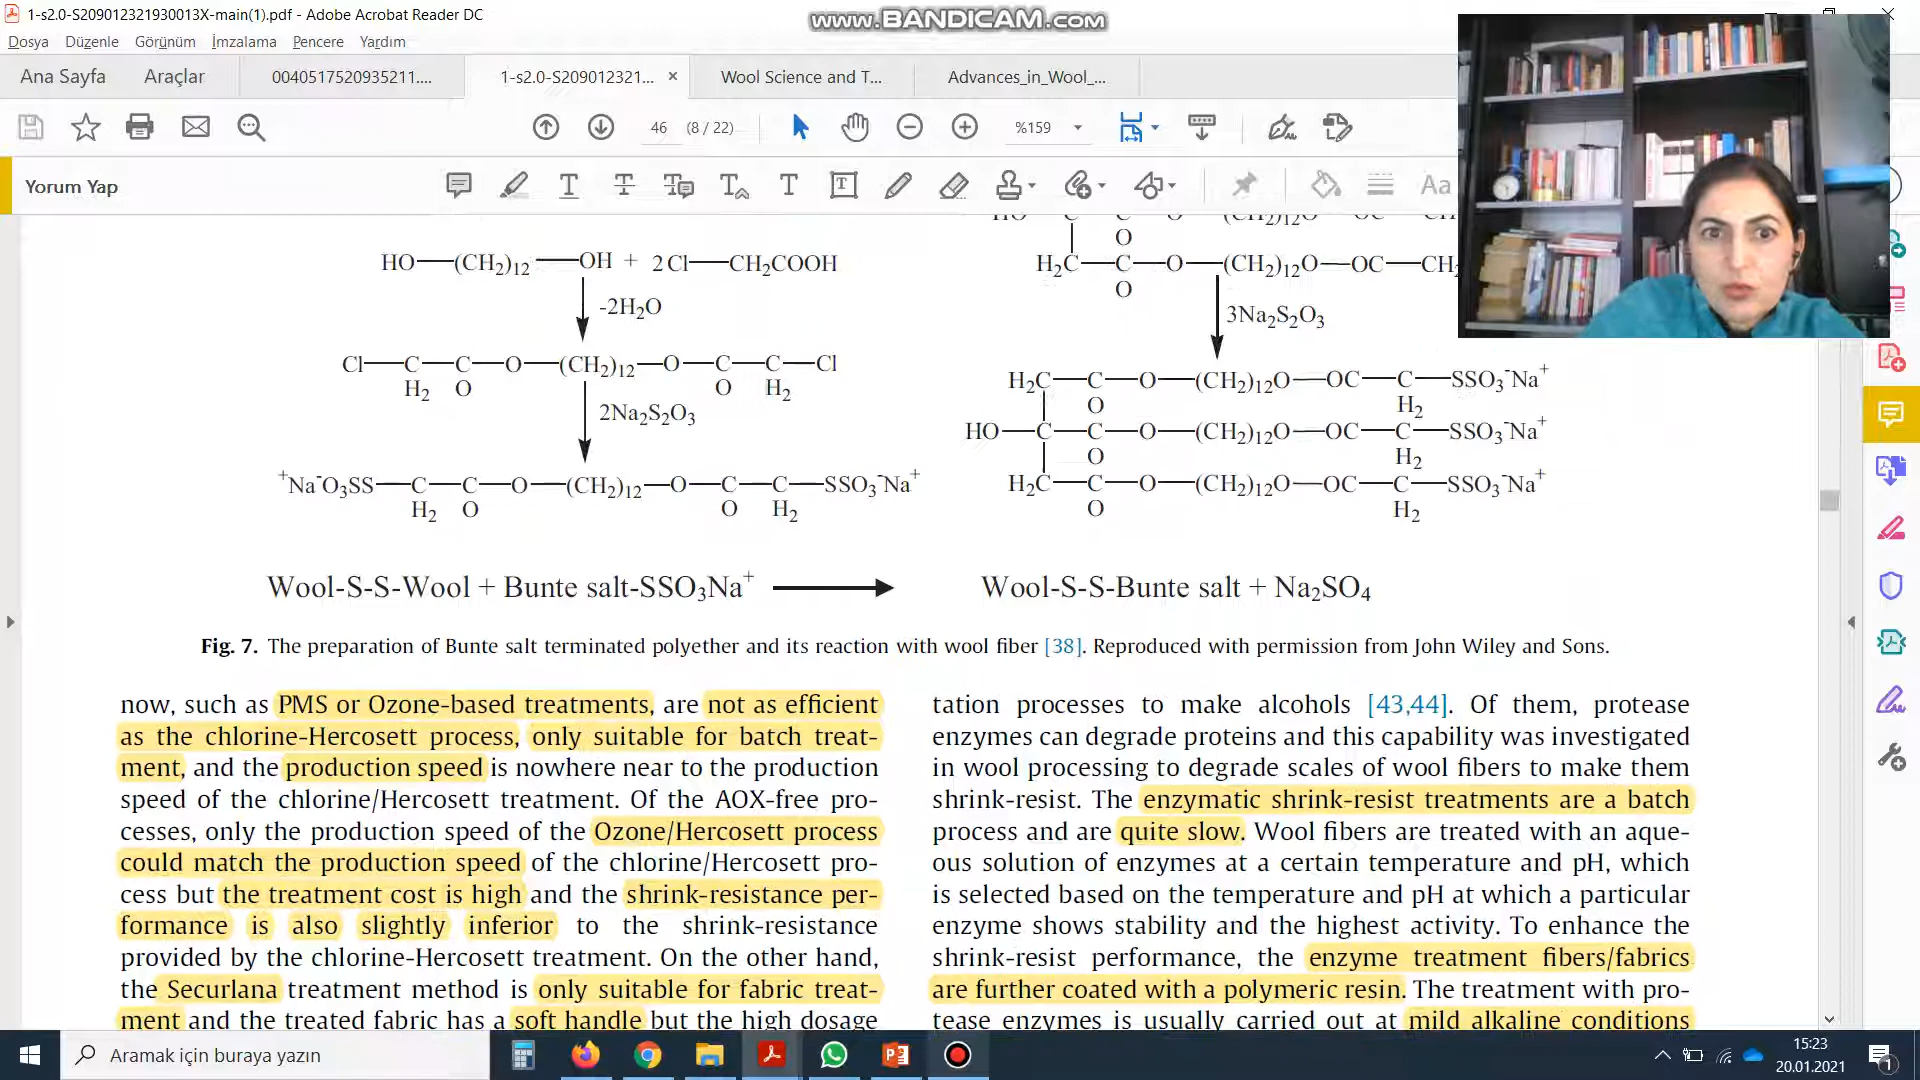 1-s2.0-S209012321930013X-main(1).pdf - Adobe Acrobat Reader DC
www.BANDICAM.com
Dosya Düzenle Görünüm İmzalama Pencere Yardım
Ana Sayfa Araçlar 0040517520935211.... 1-s2.0-S209012321... × Wool Science and T... Advances_in_Wool_...
46 (8 / 22) %159
Yorum Yap
H₂C—C—O—(CH₂)₁₂O—OC—
O
O
HO—(CH₂)₁₂—OH + 2 Cl—CH₂COOH
-2H₂O
3Na₂S₂O₃
Cl—C—C—O—(CH₂)₁₂—O—C—C—Cl
H₂ O O H₂
2Na₂S₂O₃
⁺Na⁻O₃SS—C—C—O—(CH₂)₁₂—O—C—C—SSO₃⁻Na⁺
H₂ O O H₂
H₂C—C—O—(CH₂)₁₂O—OC—C—SSO₃⁻Na⁺
O H₂
HO—C—C—O—(CH₂)₁₂O—OC—C—SSO₃⁻Na⁺
O H₂
H₂C—C—O—(CH₂)₁₂O—OC—C—SSO₃⁻Na⁺
O H₂
Wool-S-S-Wool + Bunte salt-SSO₃Na⁺ ⟶ Wool-S-S-Bunte salt + Na₂SO₄
Fig. 7. The preparation of Bunte salt terminated polyether and its reaction with wool fiber [38]. Reproduced with permission from John Wiley and Sons.
now, such as PMS or Ozone-based treatments, are not as efficient
as the chlorine-Hercosett process, only suitable for batch treat-
ment, and the production speed is nowhere near to the production
speed of the chlorine/Hercosett treatment. Of the AOX-free pro-
cesses, only the production speed of the Ozone/Hercosett process
could match the production speed of the chlorine/Hercosett pro-
cess but the treatment cost is high and the shrink-resistance per-
formance is also slightly inferior to the shrink-resistance
provided by the chlorine-Hercosett treatment. On the other hand,
the Securlana treatment method is only suitable for fabric treat-
ment and the treated fabric has a soft handle but the high dosage
tation processes to make alcohols [43,44]. Of them, protease
enzymes can degrade proteins and this capability was investigated
in wool processing to degrade scales of wool fibers to make them
shrink-resist. The enzymatic shrink-resist treatments are a batch
process and are quite slow. Wool fibers are treated with an aque-
ous solution of enzymes at a certain temperature and pH, which
is selected based on the temperature and pH at which a particular
enzyme shows stability and the highest activity. To enhance the
shrink-resist performance, the enzyme treatment fibers/fabrics
are further coated with a polymeric resin. The treatment with pro-
tease enzymes is usually carried out at mild alkaline conditions
Aramak için buraya yazın
15:23
20.01.2021
1